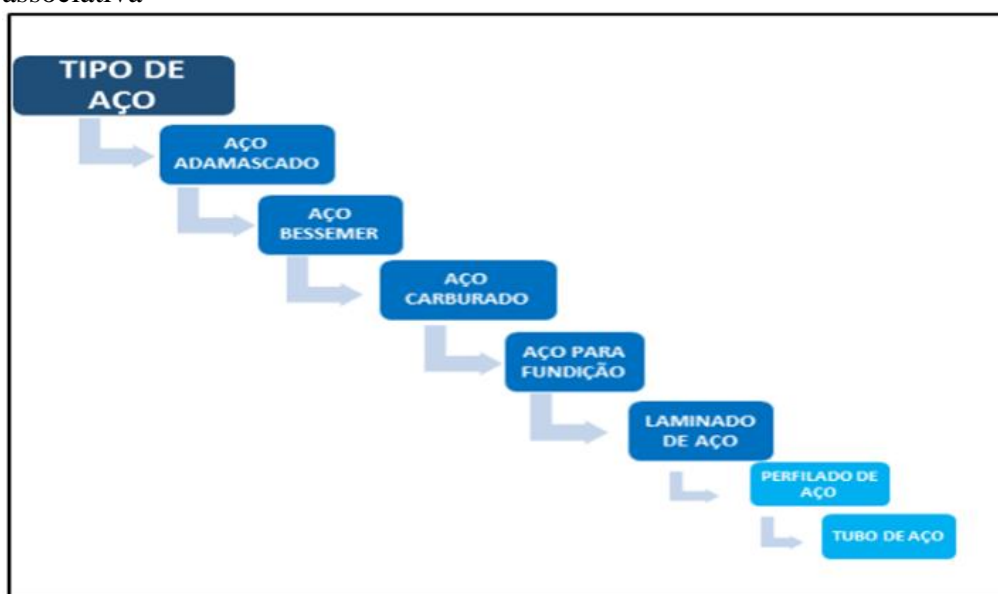 associativa
TIPO DE
AÇO
AÇO
ADAMASCADO
AÇO
BESSEMER
AÇO
CARBURADO
AÇO PARA
FUNDIÇÃO
LAMINADO
DE AÇO
PERFILADO DE
AÇO
TUBO DE AÇO